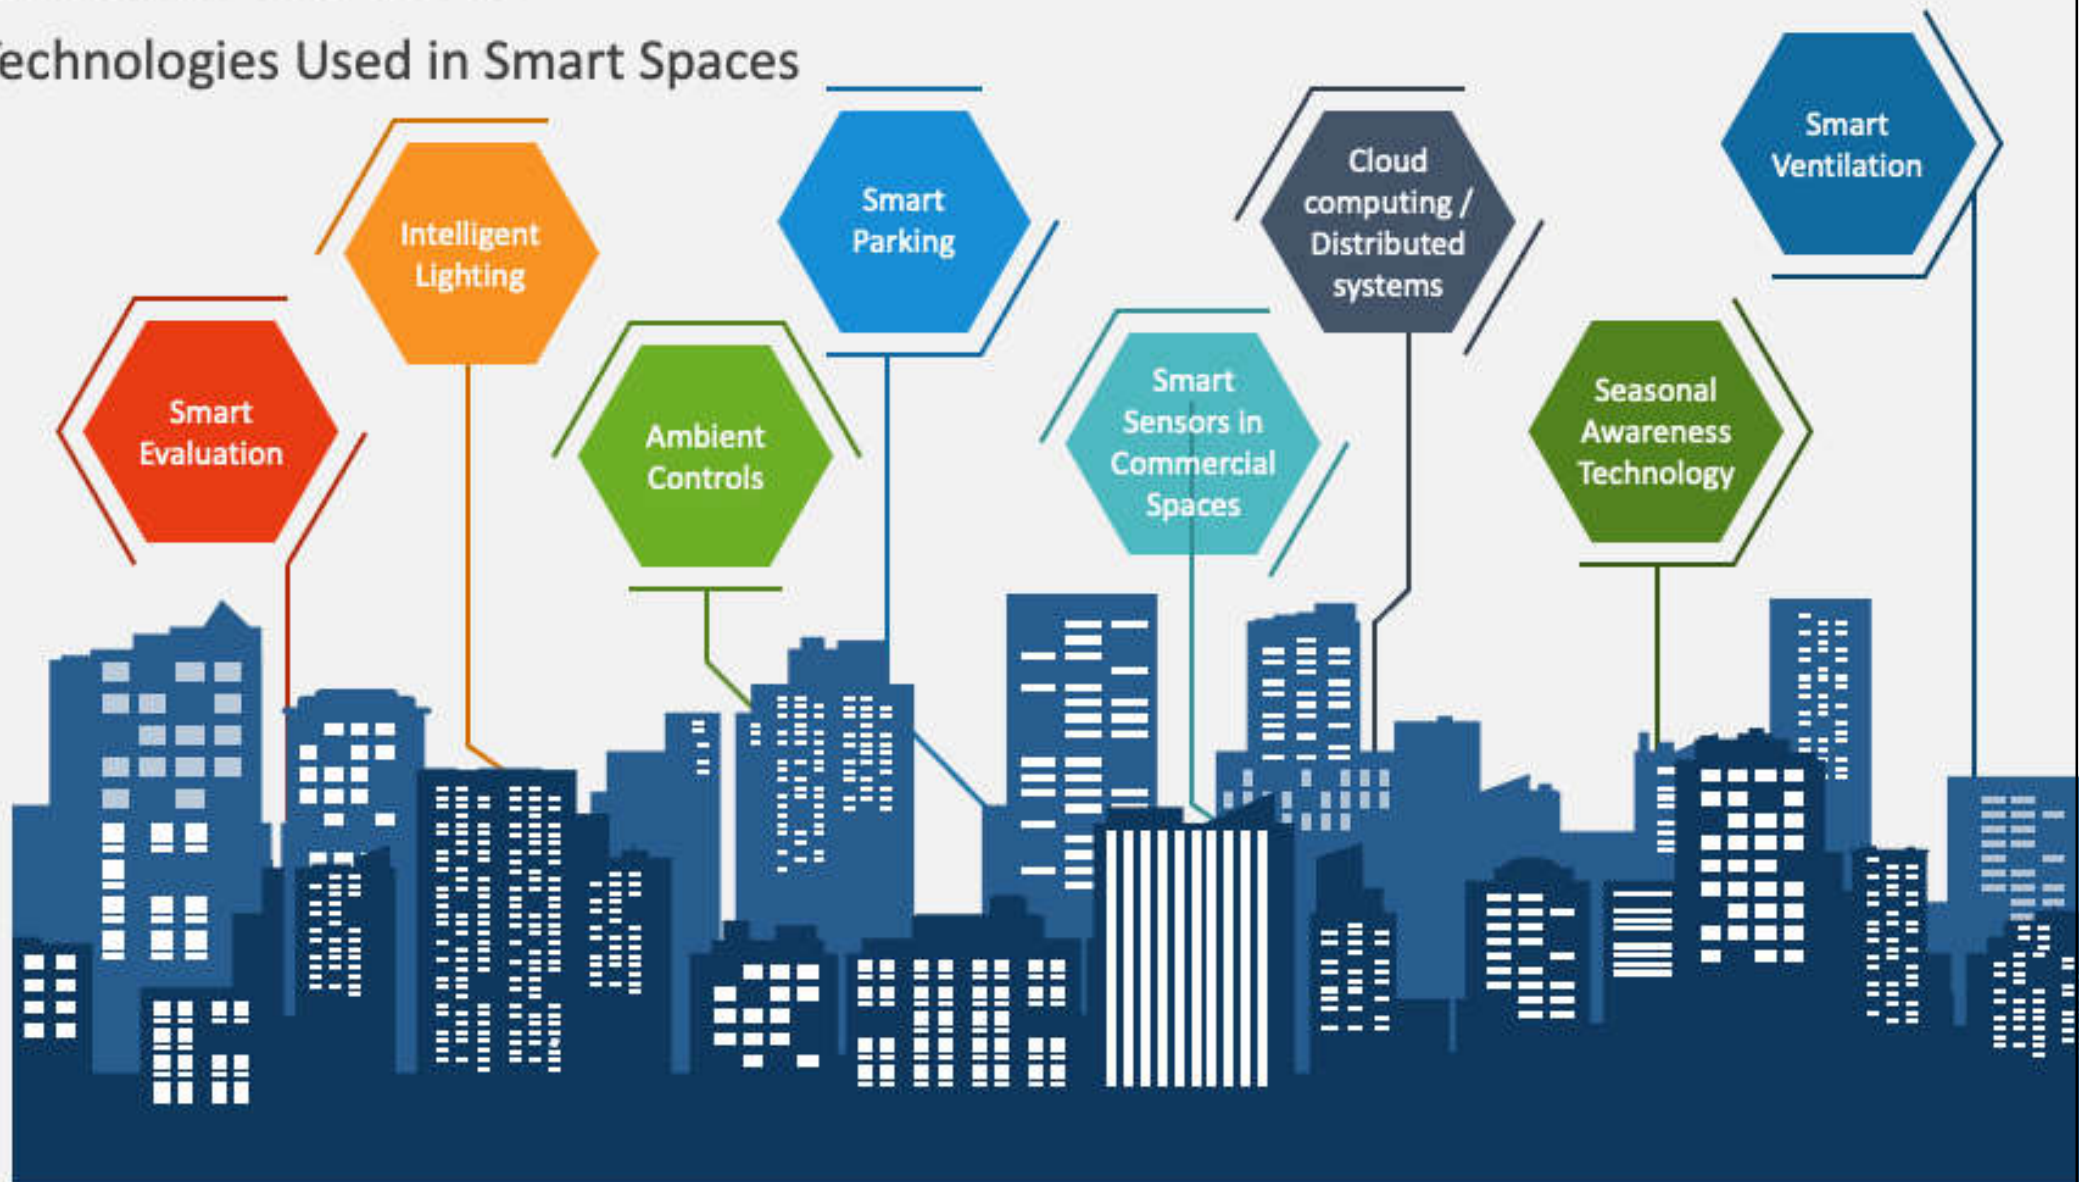 echnologies Used in Smart Spaces
Smart
Evaluation
Intelligent
Lighting
Ambient
Controls
Smart
Parking
Smart
Sensors in
Commercial
Spaces
Cloud
computing /
Distributed
systems
Seasonal
Awareness
Technology
Smart
Ventilation